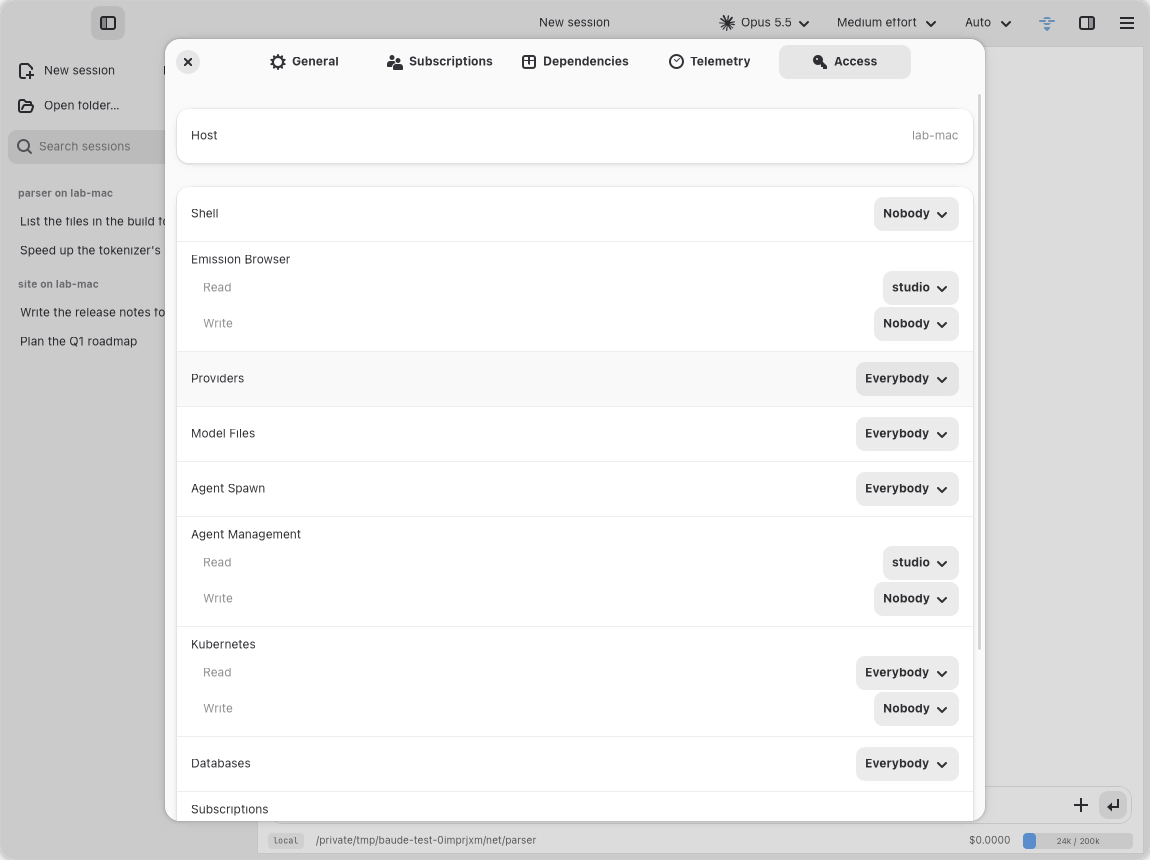 New session
Opus 5.5
Medium effort
Auto
New session
Open folder...
Search sessions
parser on lab-mac
List the files in the build
Speed up the tokenizer's
site on lab-mac
Write the release notes
Plan the Q1 roadmap
General
Subscriptions
Dependencies
Telemetry
Access
Host
lab-mac
Shell
Nobody
Emission Browser
Read
studio
Write
Nobody
Providers
Everybody
Model Files
Everybody
Agent Spawn
Everybody
Agent Management
Read
studio
Write
Nobody
Kubernetes
Read
Everybody
Write
Nobody
Databases
Everybody
Subscriptions
local
/private/tmp/baude-test-0imprjxm/net/parser
$0.0000
24k / 200k